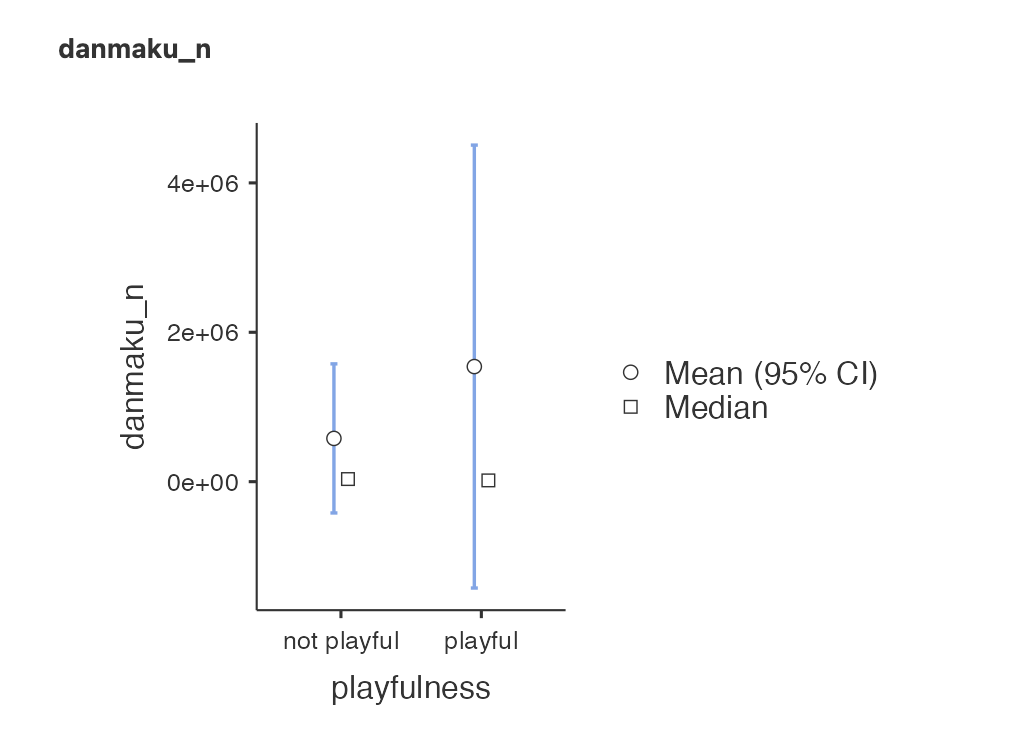 danmaku_n
4e+06
2e+06
0e+00
danmaku_n
not playful
playful
playfulness
Mean (95% CI)
Median